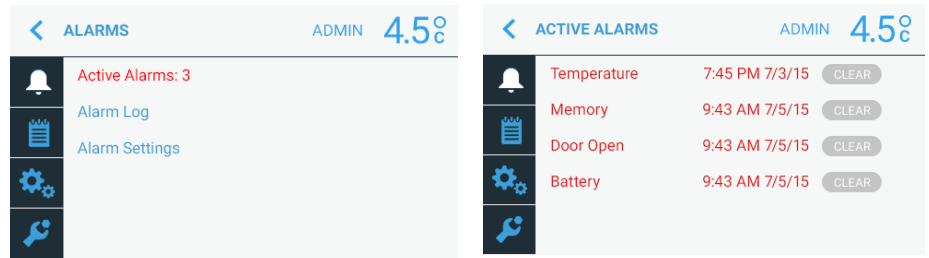 ALARMS ADMIN 4.5°C
Active Alarms: 3
Alarm Log
Alarm Settings
ACTIVE ALARMS ADMIN 4.5°C
Temperature 7:45 PM 7/3/15 CLEAR
Memory 9:43 AM 7/5/15 CLEAR
Door Open 9:43 AM 7/5/15 CLEAR
Battery 9:43 AM 7/5/15 CLEAR